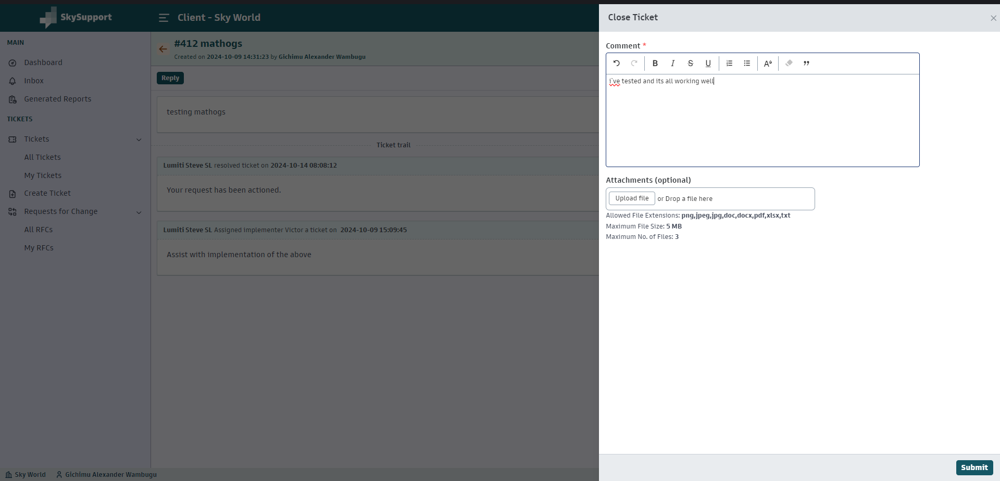 SkySupport
Client - Sky World
MAIN
Dashboard
Inbox
Generated Reports
TICKETS
Tickets
All Tickets
My Tickets
Create Ticket
Requests for Change
All RFCs
My RFCs
#412 mathogs
Created on 2024-10-09 14:31:23 by Gichimu Alexander Wambugu
Reply
testing mathogs
Ticket trail
Lumiti Steve SL resolved ticket on 2024-10-14 08:08:12
Your request has been actioned.
Lumiti Steve SL Assigned implementer Victor a ticket on 2024-10-09 15:09:45
Assist with implementation of the above
Sky World
Gichimu Alexander Wambugu
Close Ticket
Comment *
i`ve tested and its all working well
Attachments (optional)
Upload file or Drop a file here
Allowed File Extensions: png,jpeg,jpg,doc,docx,pdf,xlsx,txt
Maximum File Size: 5 MB
Maximum No. of Files: 3
Submit